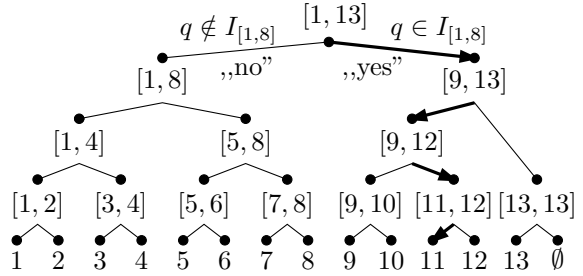 [1, 13]
q ∉ I_{[1,8]} q ∈ I_{[1,8]}
„no” „yes”
[1, 8] [9, 13]
[1, 4] [5, 8] [9, 12]
[1, 2] [3, 4] [5, 6] [7, 8] [9, 10] [11, 12] [13, 13]
1 2 3 4 5 6 7 8 9 10 11 12 13 ∅